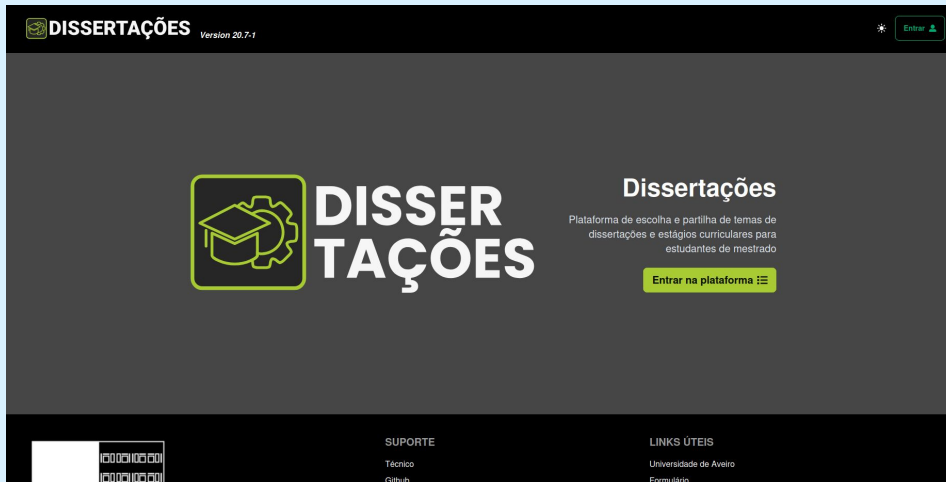 DISSERTAÇÕES Version 20.7-1
Entrar
DISSER
TAÇÕES
Dissertações
Plataforma de escolha e partilha de temas de
dissertações e estágios curriculares para
estudantes de mestrado
Entrar na plataforma
SUPORTE
Técnico
Github
LINKS ÚTEIS
Universidade de Aveiro
Formulário